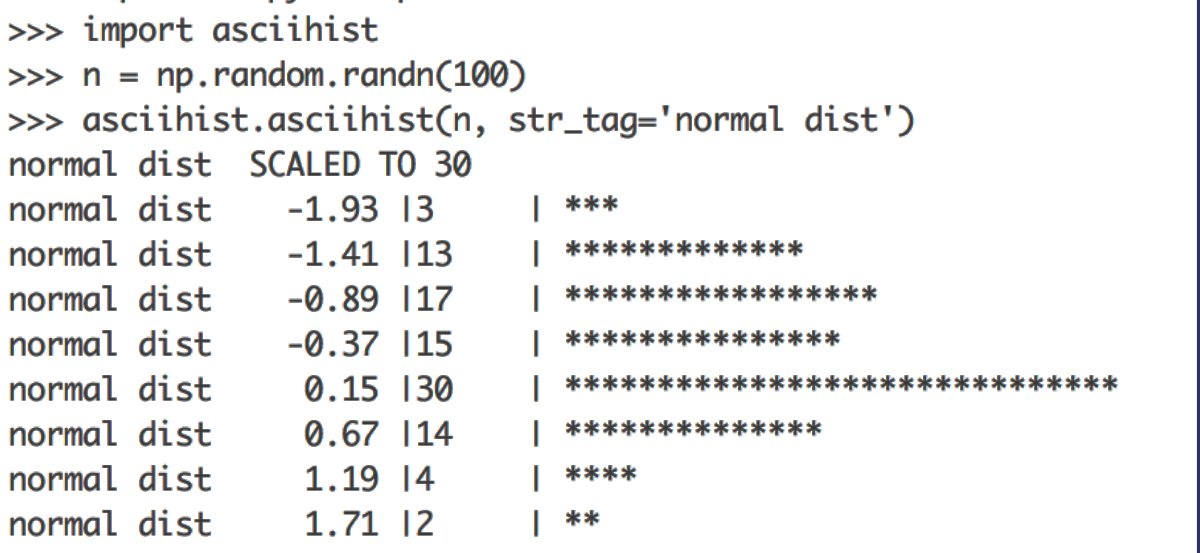 >>> import asciihist
>>> n = np.random.randn(100)
>>> asciihist.asciihist(n, str_tag='normal dist')
normal dist  SCALED TO 30
normal dist    -1.93 |3     | ***
normal dist    -1.41 |13    | *************
normal dist    -0.89 |17    | *****************
normal dist    -0.37 |15    | ***************
normal dist     0.15 |30    | ******************************
normal dist     0.67 |14    | **************
normal dist     1.19 |4     | ****
normal dist     1.71 |2     | **